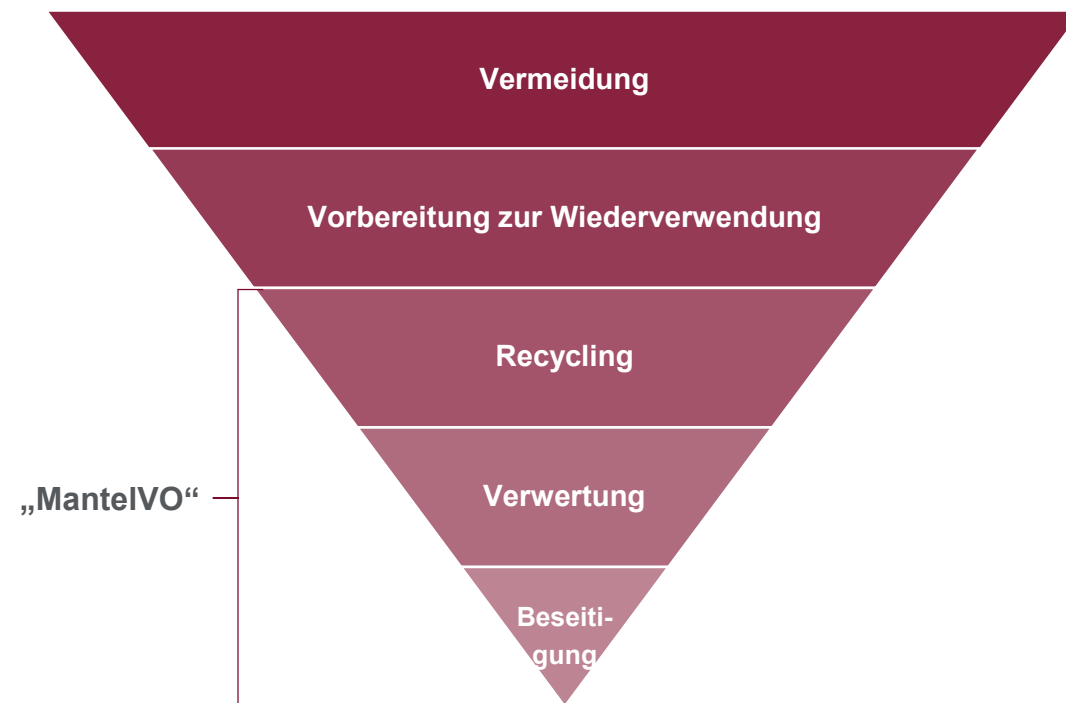 Vermeidung
Vorbereitung zur Wiederverwendung
Recycling
Verwertung
„MantelVO“
Beseiti-
gung